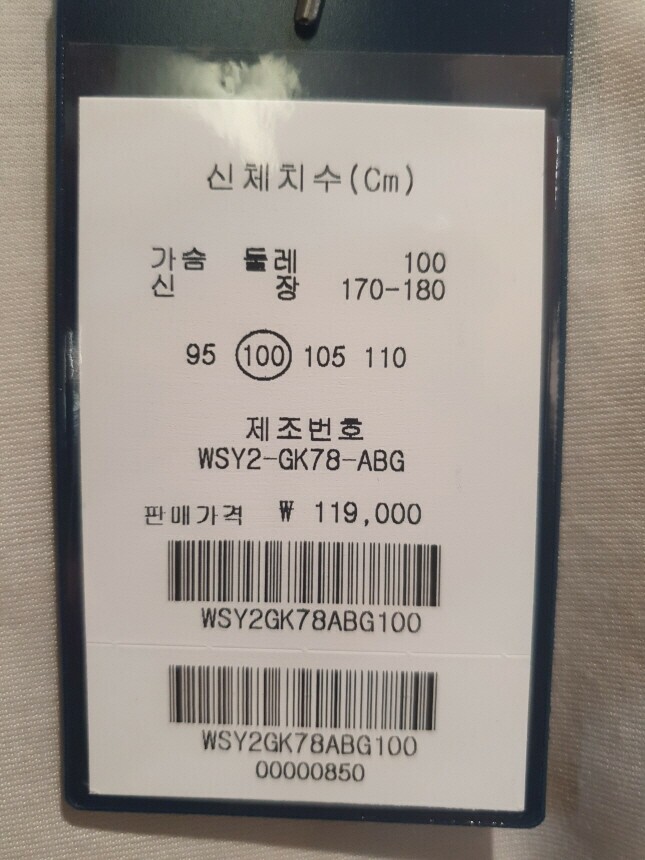 신체치수(Cm)
가슴 둘레 100
신 장 170-180
95 100 105 110
제조번호
WSY2-GK78-ABG
판매가격 ₩ 119,000
WSY2GK78ABG100
WSY2GK78ABG100
00000850